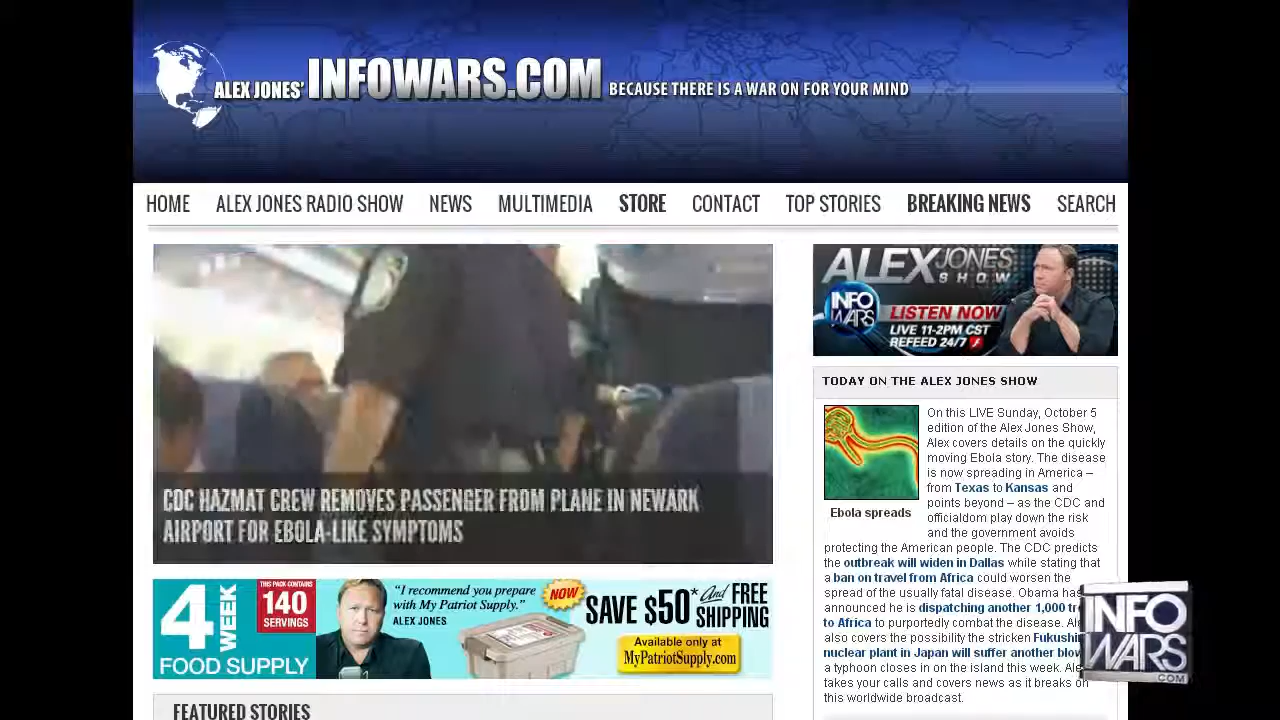 ALEX JONES' INFOWARS.COM BECAUSE THERE IS A WAR ON FOR YOUR MIND
HOME ALEX JONES RADIO SHOW NEWS MULTIMEDIA STORE CONTACT TOP STORIES BREAKING NEWS SEARCH
CDC HAZMAT CREW REMOVES PASSENGER FROM PLANE IN NEWARK
AIRPORT FOR EBOLA-LIKE SYMPTOMS
4 WEEK
FOOD SUPPLY
THIS PACK CONTAINS
140
SERVINGS
"I recommend you prepare
with My Patriot Supply."
ALEX JONES
NOW
SAVE $50* And FREE
SHIPPING
Available only at
MyPatriotSupply.com
FEATURED STORIES
ALEX JONES
SHOW
INFO
WARS
LISTEN NOW
LIVE 11-2PM CST
REFEED 24/7
TODAY ON THE ALEX JONES SHOW
Ebola spreads
On this LIVE Sunday, October 5
edition of the Alex Jones Show,
Alex covers details on the quickly
moving Ebola story. The disease
is now spreading in America –
from Texas to Kansas and
points beyond – as the CDC and
officialdom play down the risk
and the government avoids
protecting the American people. The CDC predicts
the outbreak will widen in Dallas while stating that
a ban on travel from Africa could worsen the
spread of the usually fatal disease. Obama has
announced he is dispatching another 1,000
to Africa to purportedly combat the disease.
also covers the possibility the stricken
nuclear plant in Japan will suffer another
a typhoon closes in on the island this week.
takes your calls and covers news as it breaks on
this worldwide broadcast.
INFO
WARS
.COM